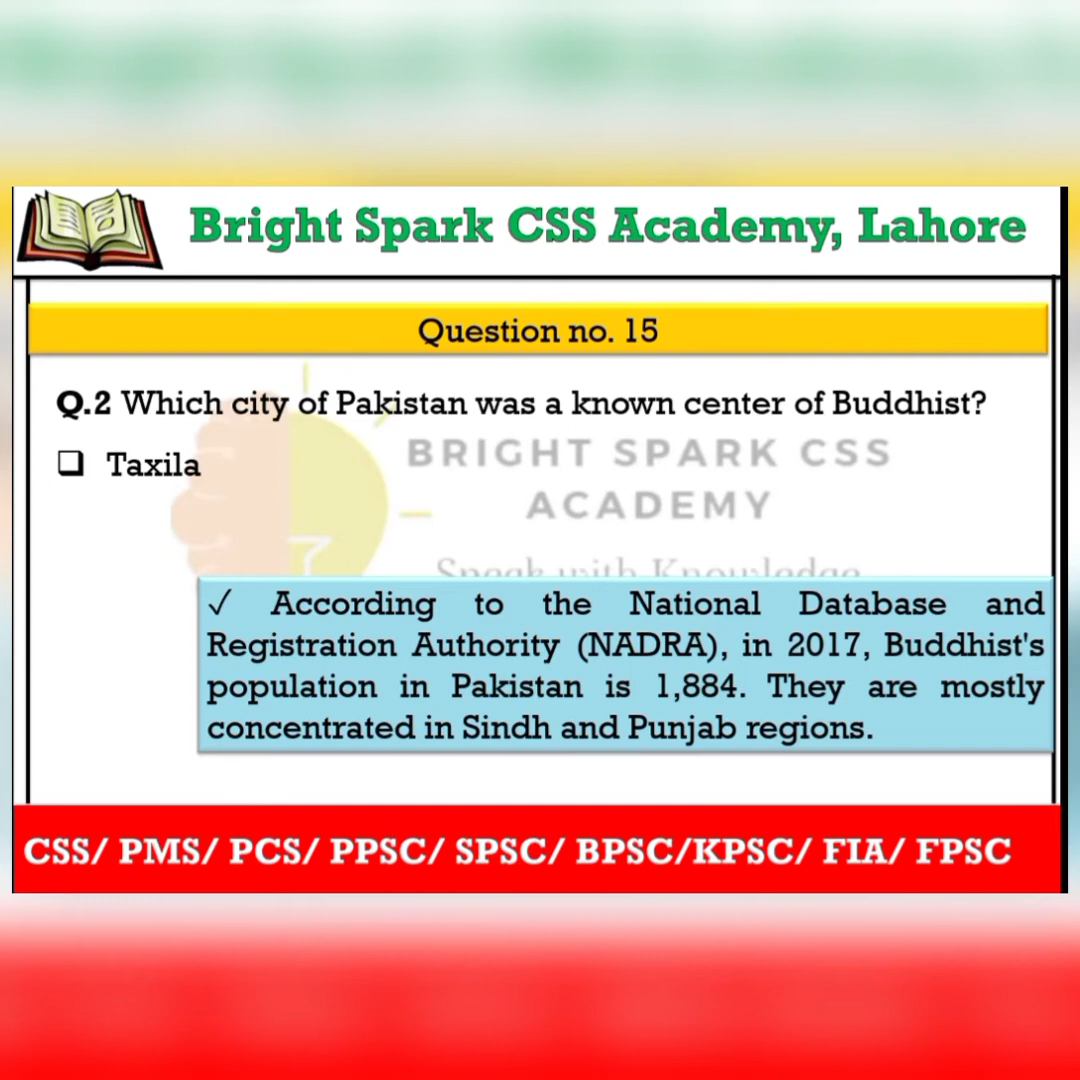 Bright Spark CSS Academy, Lahore
Question no. 15
Q.2 Which city of Pakistan was a known center of Buddhist?
❑ Taxila
BRIGHT SPARK CSS
ACADEMY
Speak with Knowledge
✓ According to the National Database and
Registration Authority (NADRA), in 2017, Buddhist's
population in Pakistan is 1,884. They are mostly
concentrated in Sindh and Punjab regions.
CSS/ PMS/ PCS/ PPSC/ SPSC/ BPSC/KPSC/ FIA/ FPSC